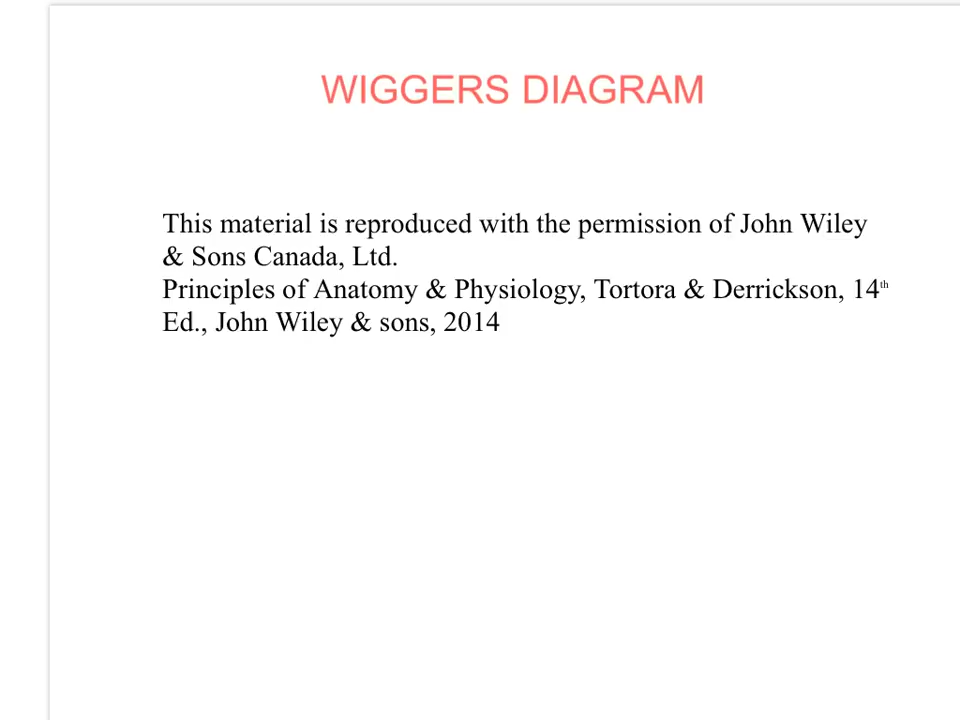 WIGGERS DIAGRAM
This material is reproduced with the permission of John Wiley
& Sons Canada, Ltd.
Principles of Anatomy & Physiology, Tortora & Derrickson, 14th
Ed., John Wiley & sons, 2014